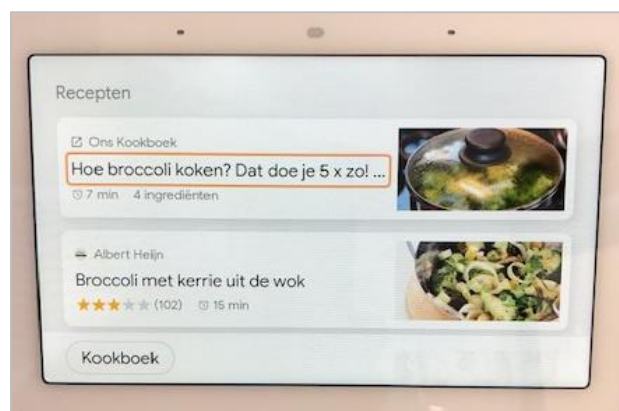 Recepten
Ons Kookboek
Hoe broccoli koken? Dat doe je 5 x zo! ...
7 min 4 ingrediënten
Albert Heijn
Broccoli met kerrie uit de wok
(102) 15 min
Kookboek